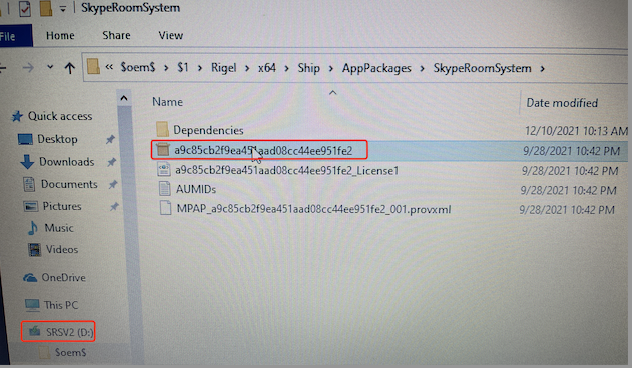 SkypeRoomSystem
File
Home
Share
View
« $oem$ > $1 > Rigel > x64 > Ship > AppPackages > SkypeRoomSystem >
Name
Date modified
Quick access
Desktop
Downloads
Documents
Pictures
Music
Videos
OneDrive
This PC
SRSV2 (D:)
$oem$
Dependencies
12/10/2021 10:13 AM
a9c85cb2f9ea451aad08cc44ee951fe2
9/28/2021 10:42 PM
a9c85cb2f9ea451aad08cc44ee951fe2_License1
9/28/2021 10:42 PM
AUMIDs
9/28/2021 10:42 PM
MPAP_a9c85cb2f9ea451aad08cc44ee951fe2_001.provxml
9/28/2021 10:42 PM